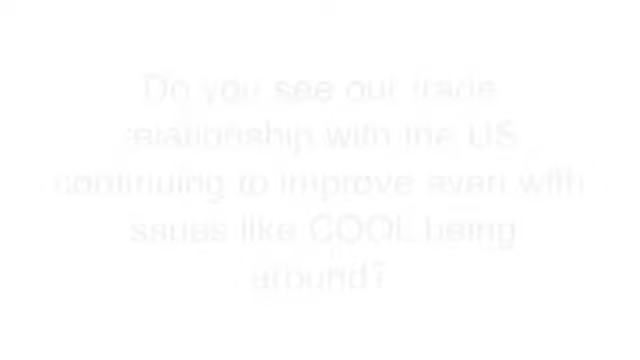 Do you see our trade
relationship with the US
continuing to improve even with
issues like COOL being
around?